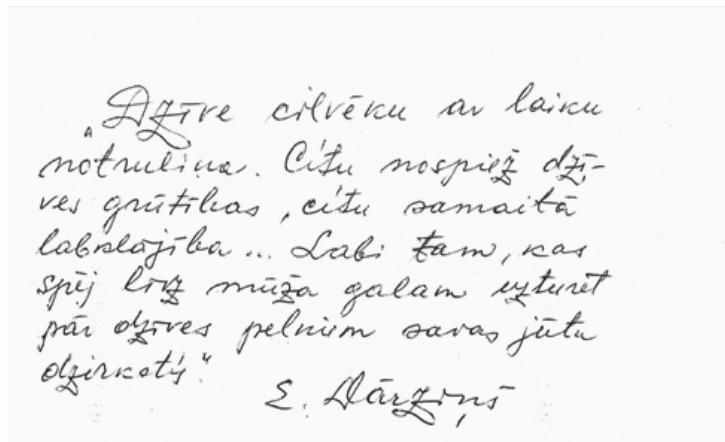 „Dzīve cilvēku ar laiku
notrulina. Citu nospiež dzī-
ves grūtības, citu samaitā
labklājība... Labi tam, kas
spēj līdz mūža galam uzturēt
pār dzīves pelniem savas jūtu
dzirkstis."
E. Dārziņš